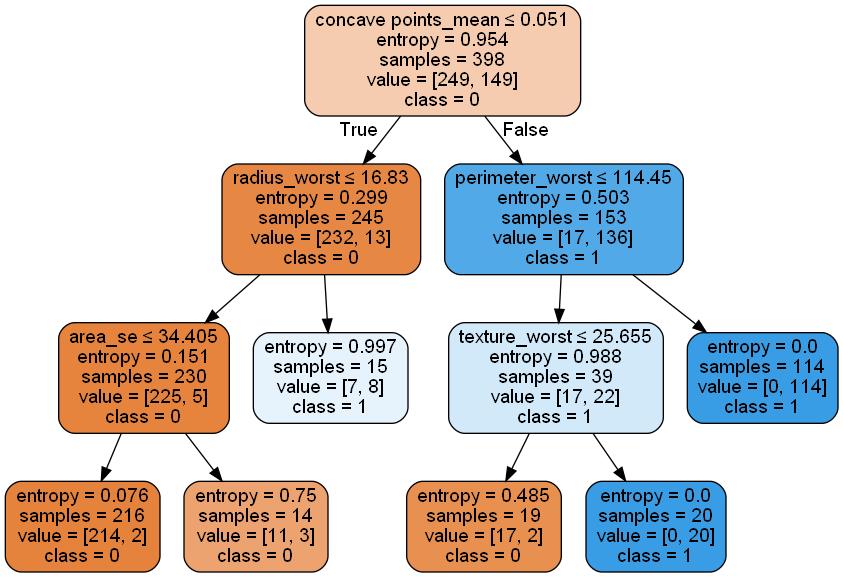 concave points_mean ≤ 0.051
entropy = 0.954
samples = 398
value = [249, 149]
class = 0
True
False
radius_worst ≤ 16.83
entropy = 0.299
samples = 245
value = [232, 13]
class = 0
perimeter_worst ≤ 114.45
entropy = 0.503
samples = 153
value = [17, 136]
class = 1
area_se ≤ 34.405
entropy = 0.151
samples = 230
value = [225, 5]
class = 0
entropy = 0.997
samples = 15
value = [7, 8]
class = 1
texture_worst ≤ 25.655
entropy = 0.988
samples = 39
value = [17, 22]
class = 1
entropy = 0.0
samples = 114
value = [0, 114]
class = 1
entropy = 0.076
samples = 216
value = [214, 2]
class = 0
entropy = 0.75
samples = 14
value = [11, 3]
class = 0
entropy = 0.485
samples = 19
value = [17, 2]
class = 0
entropy = 0.0
samples = 20
value = [0, 20]
class = 1